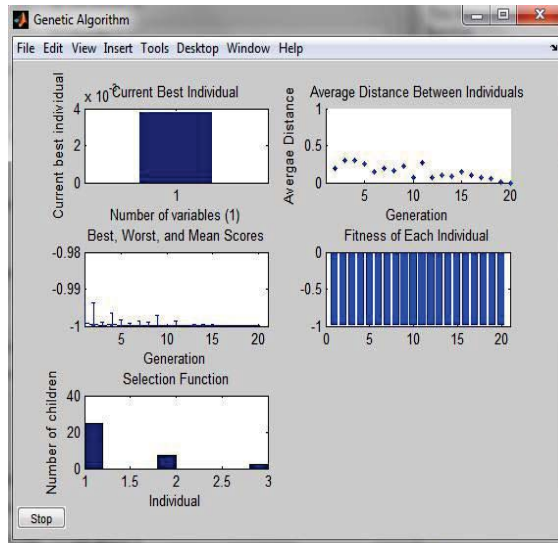 Genetic Algorithm
File Edit View Insert Tools Desktop Window Help
Current Best Individual
Current best individual
4
2
0
1
Number of variables (1)
Average Distance Between Individuals
Avergae Distance
1
0.5
0
5 10 15 20
Generation
Best, Worst, and Mean Scores
-0.98
-0.99
-1
5 10 15 20
Generation
Fitness of Each Individual
0
-0.5
-1
0 5 10 15 20
Selection Function
Number of children
40
20
0
1 1.5 2 2.5 3
Individual
Stop